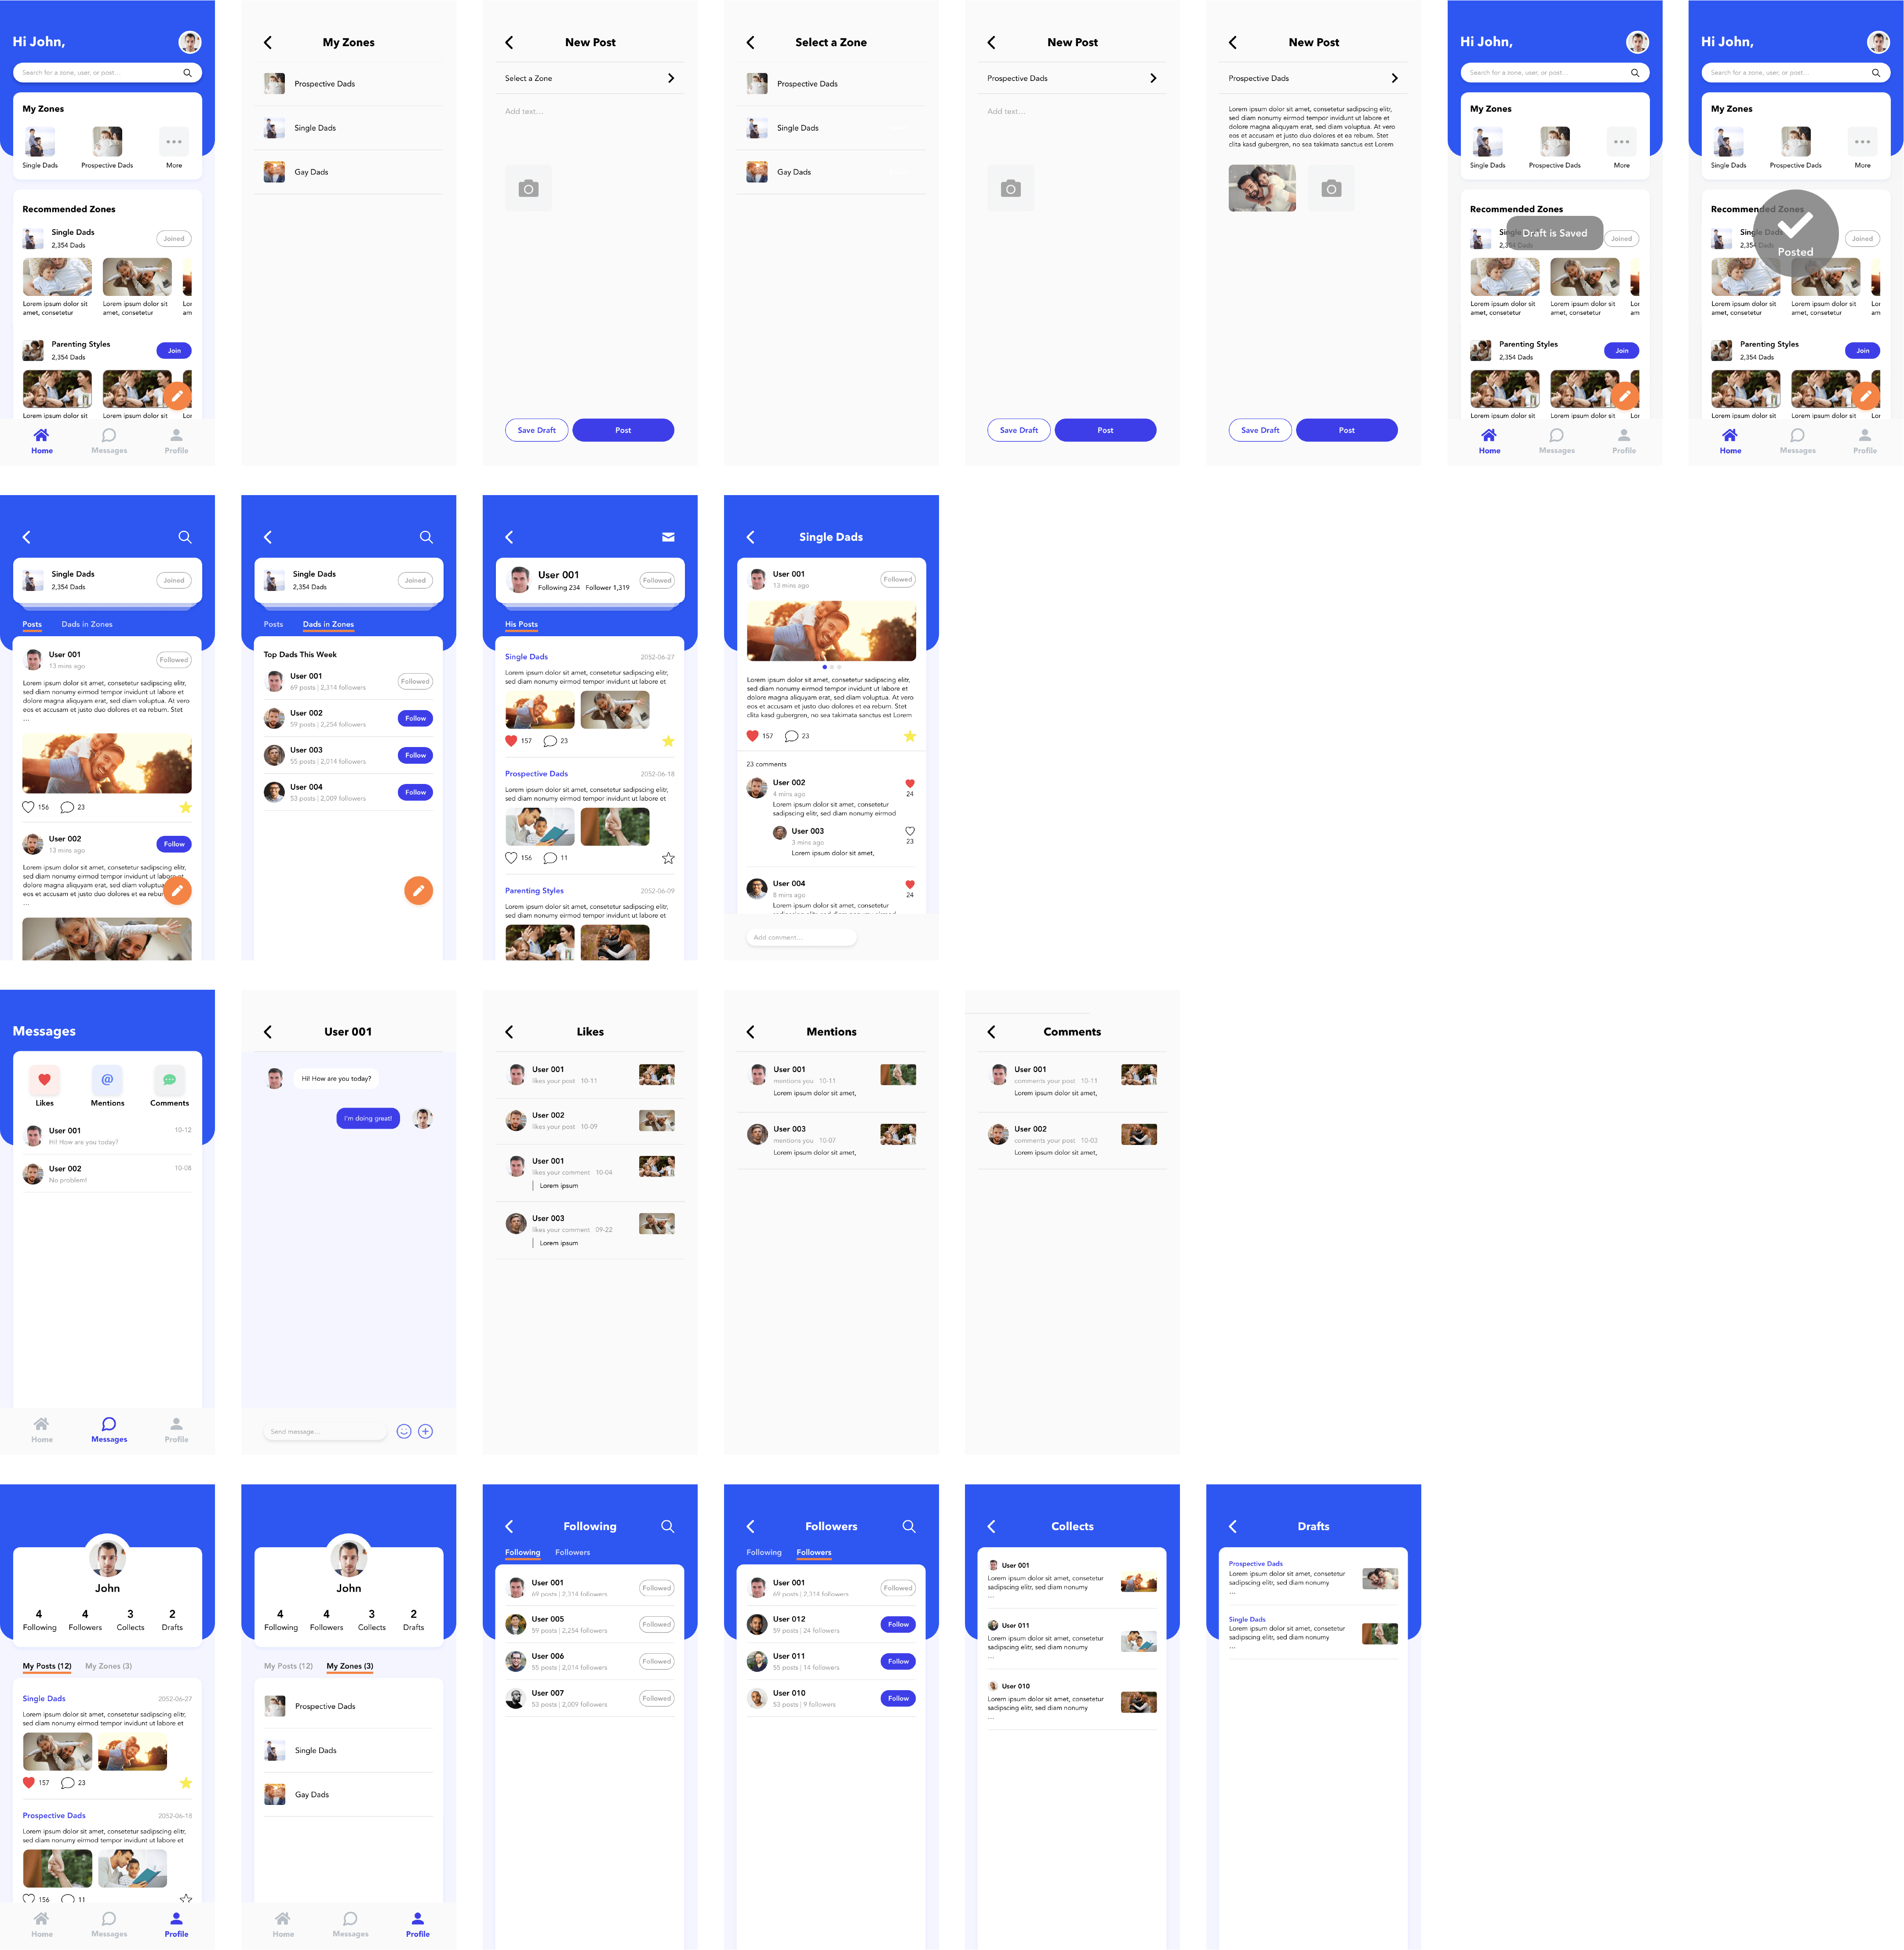 Hi John,
Search for a zone, user, or post...
My Zones
Single Dads
Prospective Dads
More
Recommended Zones
Single Dads
2,354 Dads
Joined
Lorem ipsum dolor sit
amet, consetetur
Lorem ipsum dolor sit
amet, consetetur
Lor
am
Parenting Styles
2,354 Dads
Join
Lorem ipsum dolor sit
Lorem ipsum dolor sit
Lor
Home
Messages
Profile
My Zones
Prospective Dads
Single Dads
Gay Dads
New Post
Select a Zone
Add text...
Save Draft
Post
Select a Zone
Prospective Dads
Single Dads
Gay Dads
New Post
Prospective Dads
Add text...
Save Draft
Post
New Post
Prospective Dads
Lorem ipsum dolor sit amet, consetetur sadipscing elitr,
sed diam nonumy eirmod tempor invidunt ut labore et
dolore magna aliquyam erat, sed diam voluptua. At vero
eos et accusam et justo duo dolores et ea rebum. Stet
clita kasd gubergren, no sea takimata sanctus est Lorem
Save Draft
Post
Hi John,
Search for a zone, user, or post...
My Zones
Single Dads
Prospective Dads
More
Recommended Zones
Draft is Saved
Joined
Lorem ipsum dolor sit
amet, consetetur
Lorem ipsum dolor sit
amet, consetetur
Lor
am
Parenting Styles
2,354 Dads
Join
Lorem ipsum dolor sit
Lorem ipsum dolor sit
Lor
Home
Messages
Profile
Hi John,
Search for a zone, user, or post...
My Zones
Single Dads
Prospective Dads
More
Recommended Zones
Single Dads
Posted
Joined
Lorem ipsum dolor sit
amet, consetetur
Lorem ipsum dolor sit
amet, consetetur
Lor
am
Parenting Styles
2,354 Dads
Join
Lorem ipsum dolor sit
Lorem ipsum dolor sit
Lor
Home
Messages
Profile
Single Dads
2,354 Dads
Joined
Posts
Dads in Zones
User 001
13 mins ago
Followed
Lorem ipsum dolor sit amet, consetetur sadipscing elitr,
sed diam nonumy eirmod tempor invidunt ut labore et
dolore magna aliquyam erat, sed diam voluptua. At vero
eos et accusam et justo duo dolores et ea rebum. Stet
...
156
23
User 002
13 mins ago
Follow
Lorem ipsum dolor sit amet, consetetur sadipscing elitr,
sed diam nonumy eirmod tempor invidunt ut labore et
dolore magna aliquyam erat, sed diam voluptua
eos et accusam et justo duo dolores et ea rebum
...
Single Dads
2,354 Dads
Joined
Posts
Dads in Zones
Top Dads This Week
User 001
69 posts | 2,314 followers
Followed
User 002
59 posts | 2,254 followers
Follow
User 003
55 posts | 2,014 followers
Follow
User 004
53 posts | 2,009 followers
Follow
User 001
Following 234 Follower 1,319
Followed
His Posts
Single Dads
2052-06-27
Lorem ipsum dolor sit amet, consetetur sadipscing elitr,
sed diam nonumy eirmod tempor invidunt ut labore et
157
23
Prospective Dads
2052-06-18
Lorem ipsum dolor sit amet, consetetur sadipscing elitr,
sed diam nonumy eirmod tempor invidunt ut labore et
156
11
Parenting Styles
2052-06-09
Lorem ipsum dolor sit amet, consetetur sadipscing elitr,
sed diam nonumy eirmod tempor invidunt ut labore et
Single Dads
User 001
13 mins ago
Followed
Lorem ipsum dolor sit amet, consetetur sadipscing elitr,
sed diam nonumy eirmod tempor invidunt ut labore et
dolore magna aliquyam erat, sed diam voluptua. At vero
eos et accusam et justo duo dolores et ea rebum. Stet
clita kasd gubergren, no sea takimata sanctus est Lorem
157
23
23 comments
User 002
4 mins ago
Lorem ipsum dolor sit amet, consetetur
sadipscing elitr, sed diam nonumy eirmod
24
User 003
3 mins ago
Lorem ipsum dolor sit amet,
23
User 004
8 mins ago
Lorem ipsum dolor sit amet, consetetur
24
Add comment...
Messages
Likes
@
Mentions
Comments
User 001
Hi! How are you today?
10-12
User 002
No problem!
10-08
Home
Messages
Profile
User 001
Hi! How are you today?
I'm doing great!
Send message...
Likes
User 001
likes your post 10-11
User 002
likes your post 10-09
User 001
likes your comment 10-04
Lorem ipsum
User 003
likes your comment 09-22
Lorem ipsum
Mentions
User 001
mentions you 10-11
Lorem ipsum dolor sit amet,
User 003
mentions you 10-07
Lorem ipsum dolor sit amet,
Comments
User 001
comments your post 10-11
Lorem ipsum dolor sit amet,
User 002
comments your post 10-03
Lorem ipsum dolor sit amet,
John
4
Following
4
Followers
3
Collects
2
Drafts
My Posts (12)
My Zones (3)
Single Dads
2052-06-27
Lorem ipsum dolor sit amet, consetetur sadipscing elitr,
sed diam nonumy eirmod tempor invidunt ut labore et
157
23
Prospective Dads
2052-06-18
Lorem ipsum dolor sit amet, consetetur sadipscing elitr,
sed diam nonumy eirmod tempor invidunt ut labore et
156
11
Home
Messages
Profile
John
4
Following
4
Followers
3
Collects
2
Drafts
My Posts (12)
My Zones (3)
Prospective Dads
Single Dads
Gay Dads
Home
Messages
Profile
Following
Following
Followers
User 001
69 posts | 2,314 followers
Followed
User 005
59 posts | 2,254 followers
Followed
User 006
55 posts | 2,014 followers
Followed
User 007
53 posts | 2,009 followers
Followed
Followers
Following
Followers
User 001
69 posts | 2,314 followers
Followed
User 012
59 posts | 24 followers
Follow
User 011
55 posts | 14 followers
Follow
User 010
53 posts | 9 followers
Follow
Collects
User 001
Lorem ipsum dolor sit amet, consetetur
sadipscing elitr, sed diam nonumy
...
User 011
Lorem ipsum dolor sit amet, consetetur
sadipscing elitr, sed diam nonumy
...
User 010
Lorem ipsum dolor sit amet, consetetur
sadipscing elitr, sed diam nonumy
...
Drafts
Prospective Dads
Lorem ipsum dolor sit amet, consetetur
sadipscing elitr, sed diam nonumy
...
Single Dads
Lorem ipsum dolor sit amet, consetetur
sadipscing elitr, sed diam nonumy
...